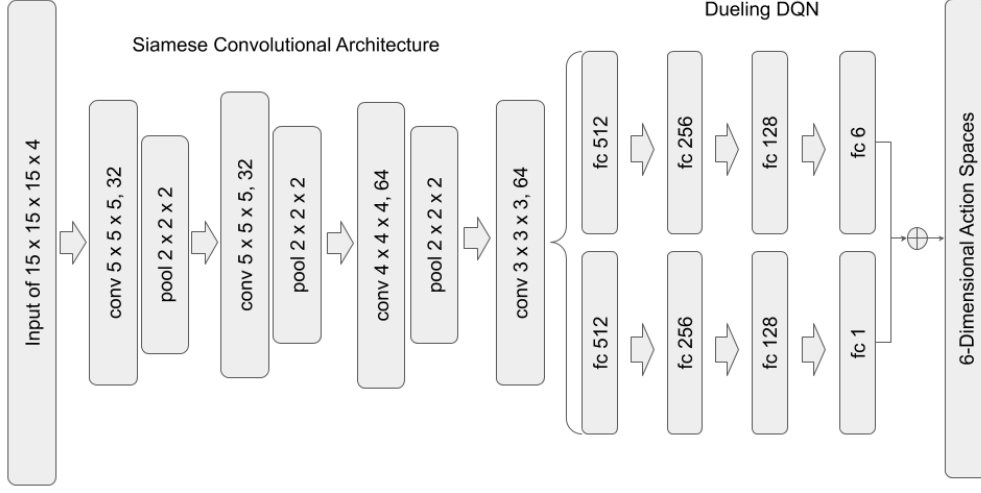 Dueling DQN
Siamese Convolutional Architecture
Input of 15 x 15 x 15 x 4
conv 5 x 5 x 5, 32
pool 2 x 2 x 2
conv 5 x 5 x 5, 32
pool 2 x 2 x 2
conv 4 x 4 x 4, 64
pool 2 x 2 x 2
conv 3 x 3 x 3, 64
fc 512
fc 256
fc 128
fc 6
fc 512
fc 256
fc 128
fc 1
6-Dimensional Action Spaces